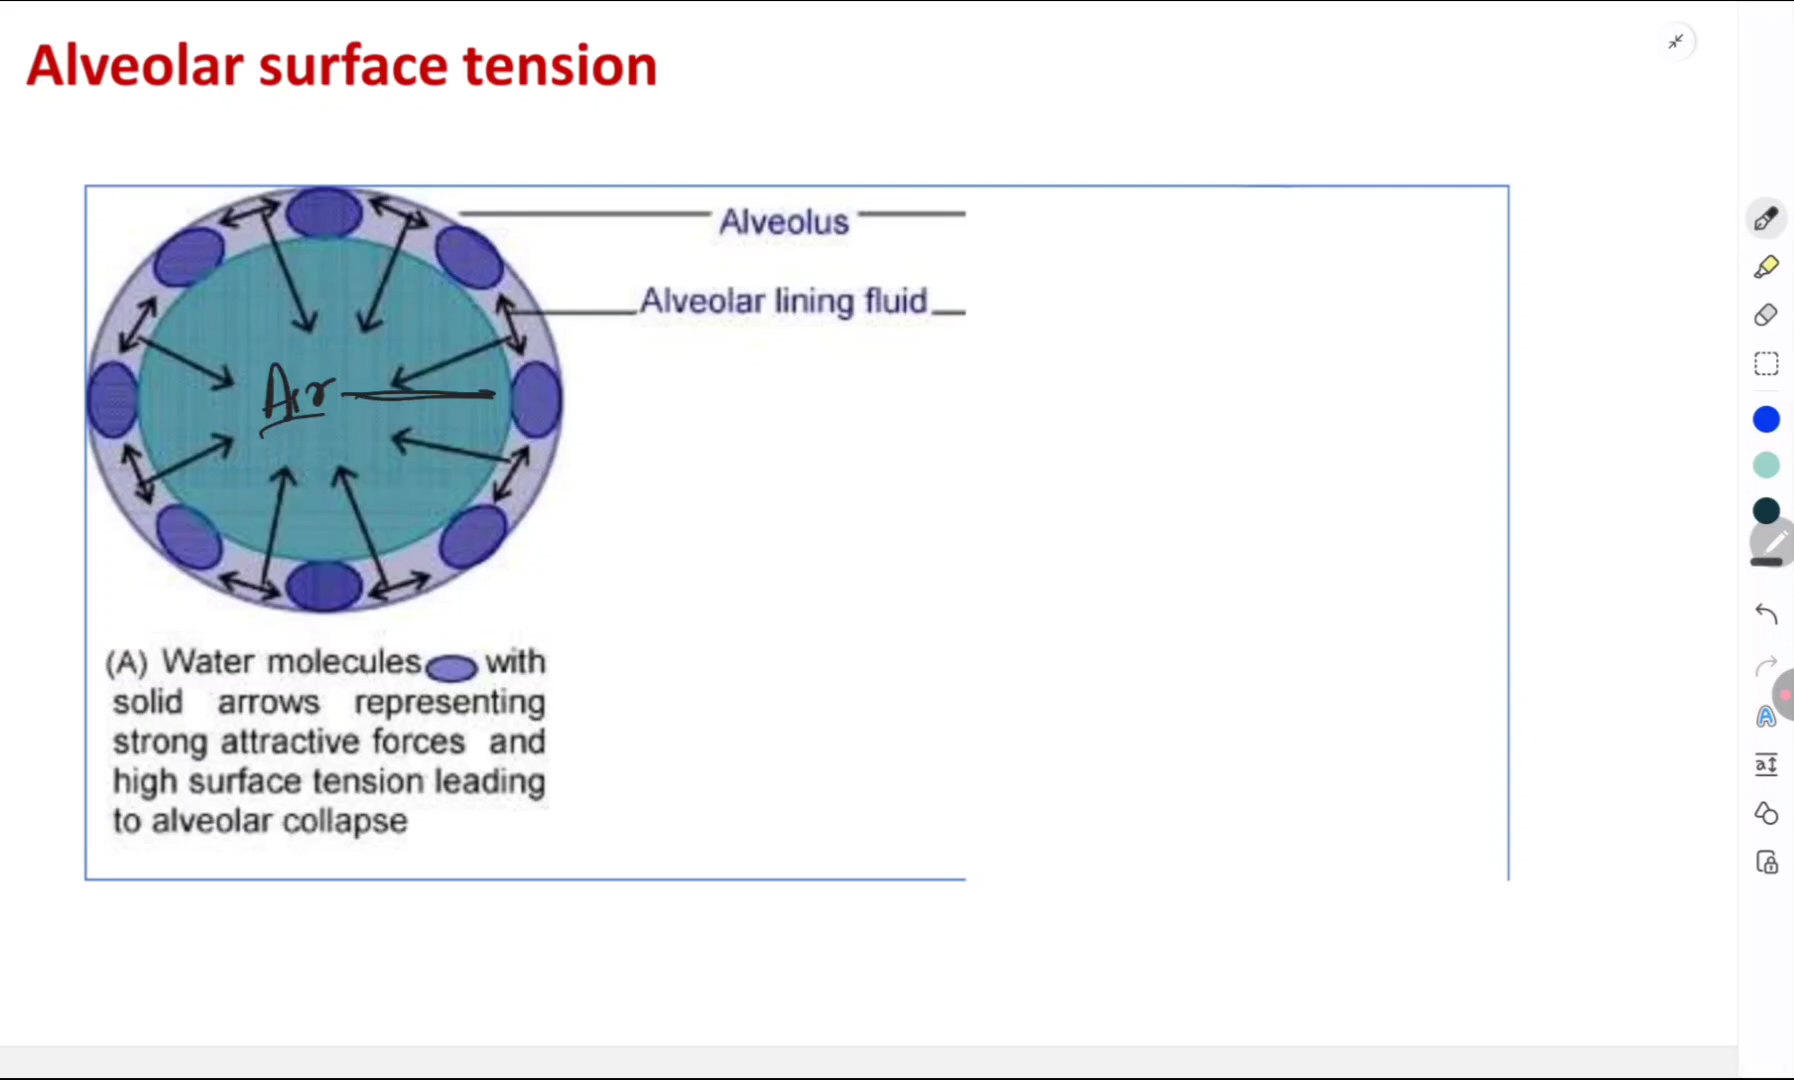 Alveolar surface tension
Alveolus
Alveolar lining fluid
Air
(A) Water molecules with
solid arrows representing
strong attractive forces and
high surface tension leading
to alveolar collapse